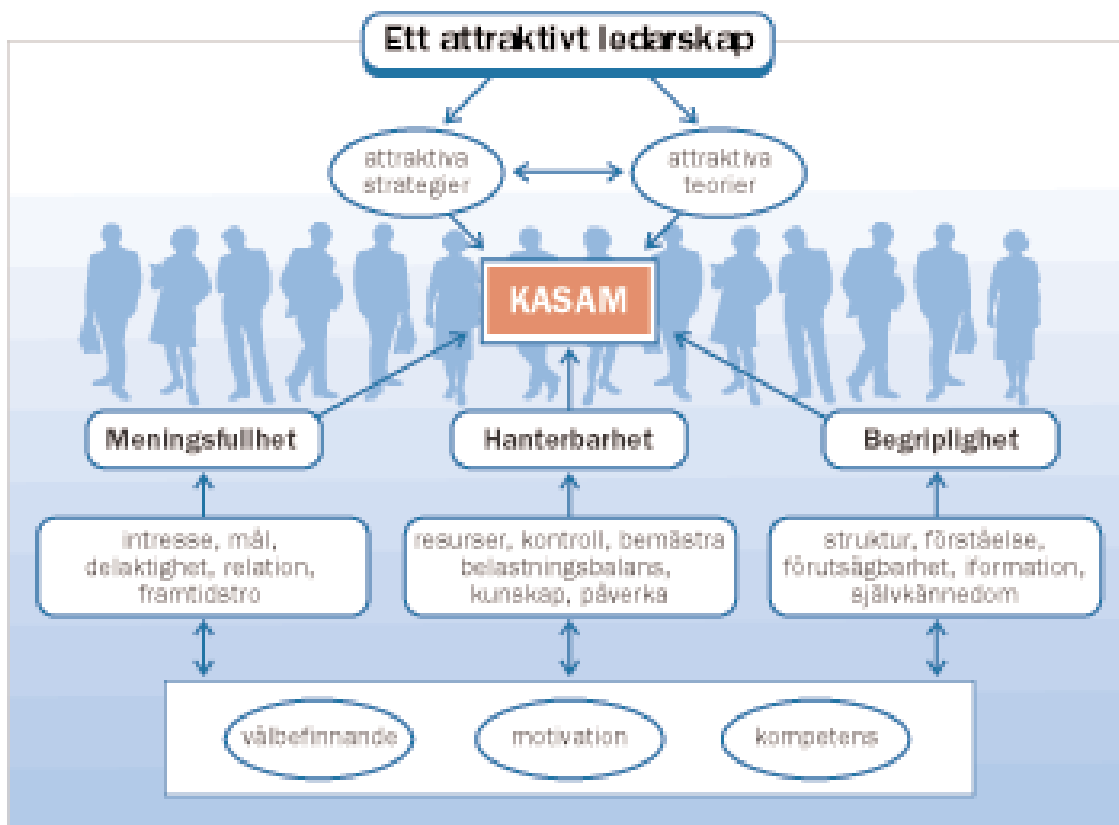 Ett attraktivt lodarskap
attraktiva
strategier
attraktiva
teorier
KASAM
Meningsfullhet
Hanterbarhet
Begriplighet
intresse, mål,
delaktighet, relation,
framtidstro
resurser, kontroll, bemästra
belastningsbalans,
kunskap, påverka
struktur, förståelse,
förutsägbarhet, iformation,
självkännedom
välbefinnande
motivation
kompetens